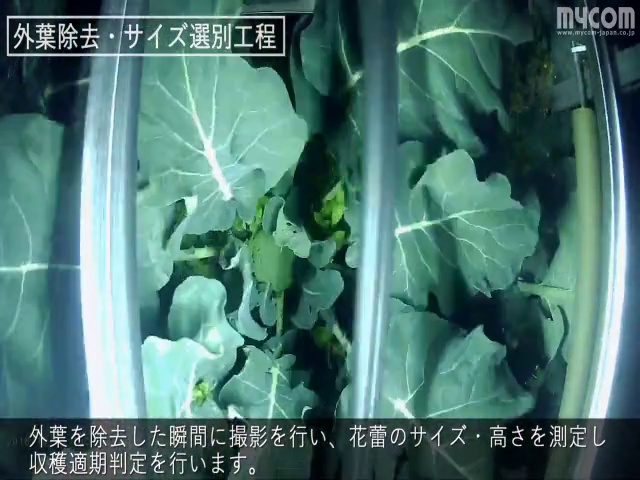 外葉除去・サイズ選別工程
mycom
www.mycom-japan.co.jp
外葉を除去した瞬間に撮影を行い、花蕾のサイズ・高さを測定し
収穫適期判定を行います。